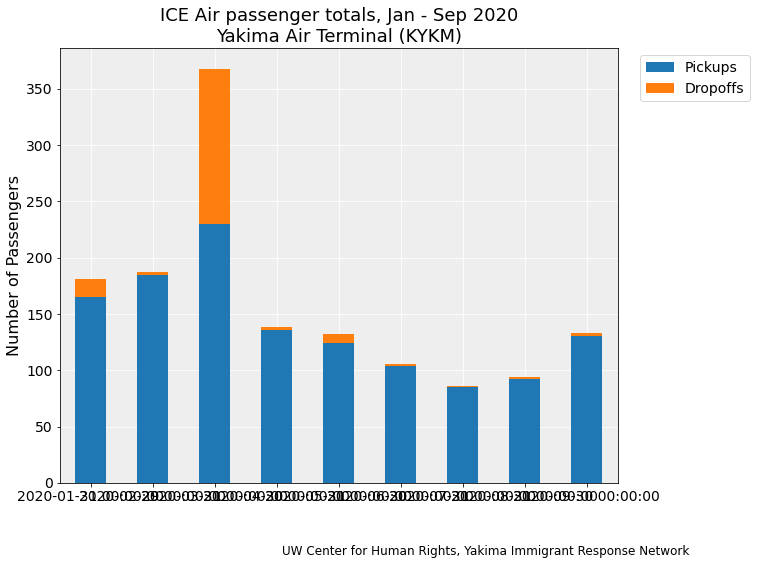 ICE Air passenger totals, Jan - Sep 2020
Yakima Air Terminal (KYKM)
Pickups
Dropoffs
Number of Passengers
350
300
250
200
150
100
50
0
UW Center for Human Rights, Yakima Immigrant Response Network